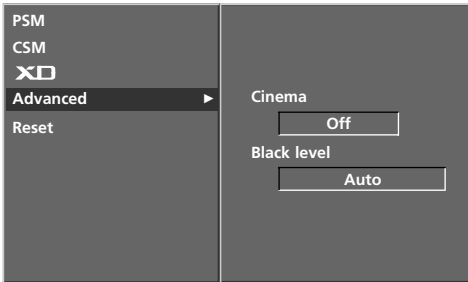 PSM
CSM
XD
Advanced ►
Reset
Cinema
Off
Black level
Auto